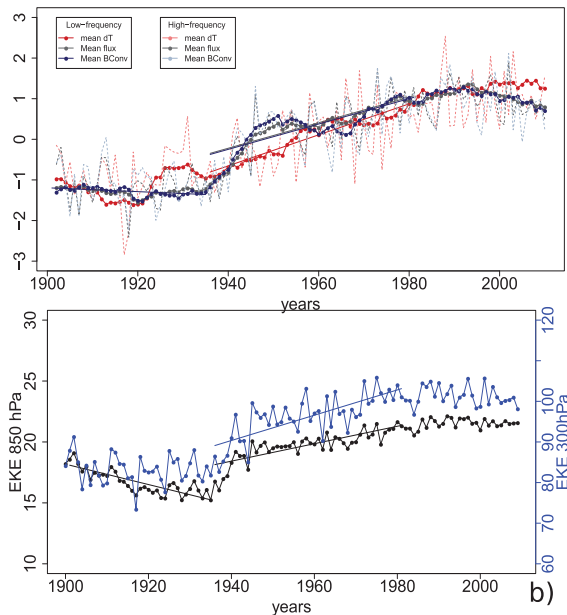 Low−frequency
mean dT
Mean flux
Mean BConv
High−frequency
mean dT
Mean flux
Mean BConv
3
2
1
0
−1
−2
−3
1900 1920 1940 1960 1980 2000
years
30
25
20
15
10
EKE 850 hPa
120
100
90
80
70
60
EKE 300hPa
1900 1920 1940 1960 1980 2000
years
b)